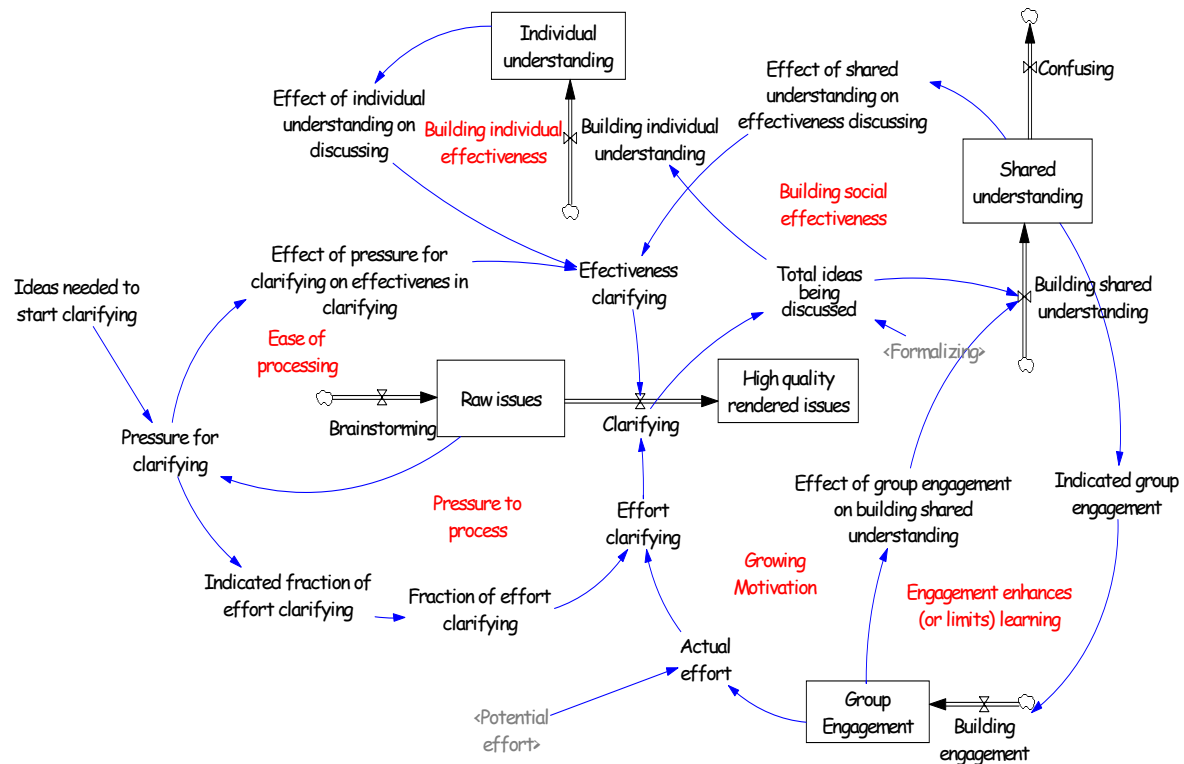 Individual
understanding
Effect of individual
understanding on
discussing
Building individual
effectiveness
Building individual
understanding
Effect of shared
understanding on
effectiveness discussing
Confusing
Shared
understanding
Building social
effectiveness
Ideas needed to
start clarifying
Effect of pressure for
clarifying on effectivenes in
clarifying
Efectiveness
clarifying
Total ideas
being
discussed
Building shared
understanding
<Formalizing>
Ease of
processing
Brainstorming
Raw issues
Clarifying
High quality
rendered issues
Pressure for
clarifying
Pressure to
process
Effort
clarifying
Effect of group engagement
on building shared
understanding
Indicated group
engagement
Indicated fraction of
effort clarifying
Fraction of effort
clarifying
Growing
Motivation
Engagement enhances
(or limits) learning
Actual
effort
<Potential
effort>
Group
Engagement
Building
engagement